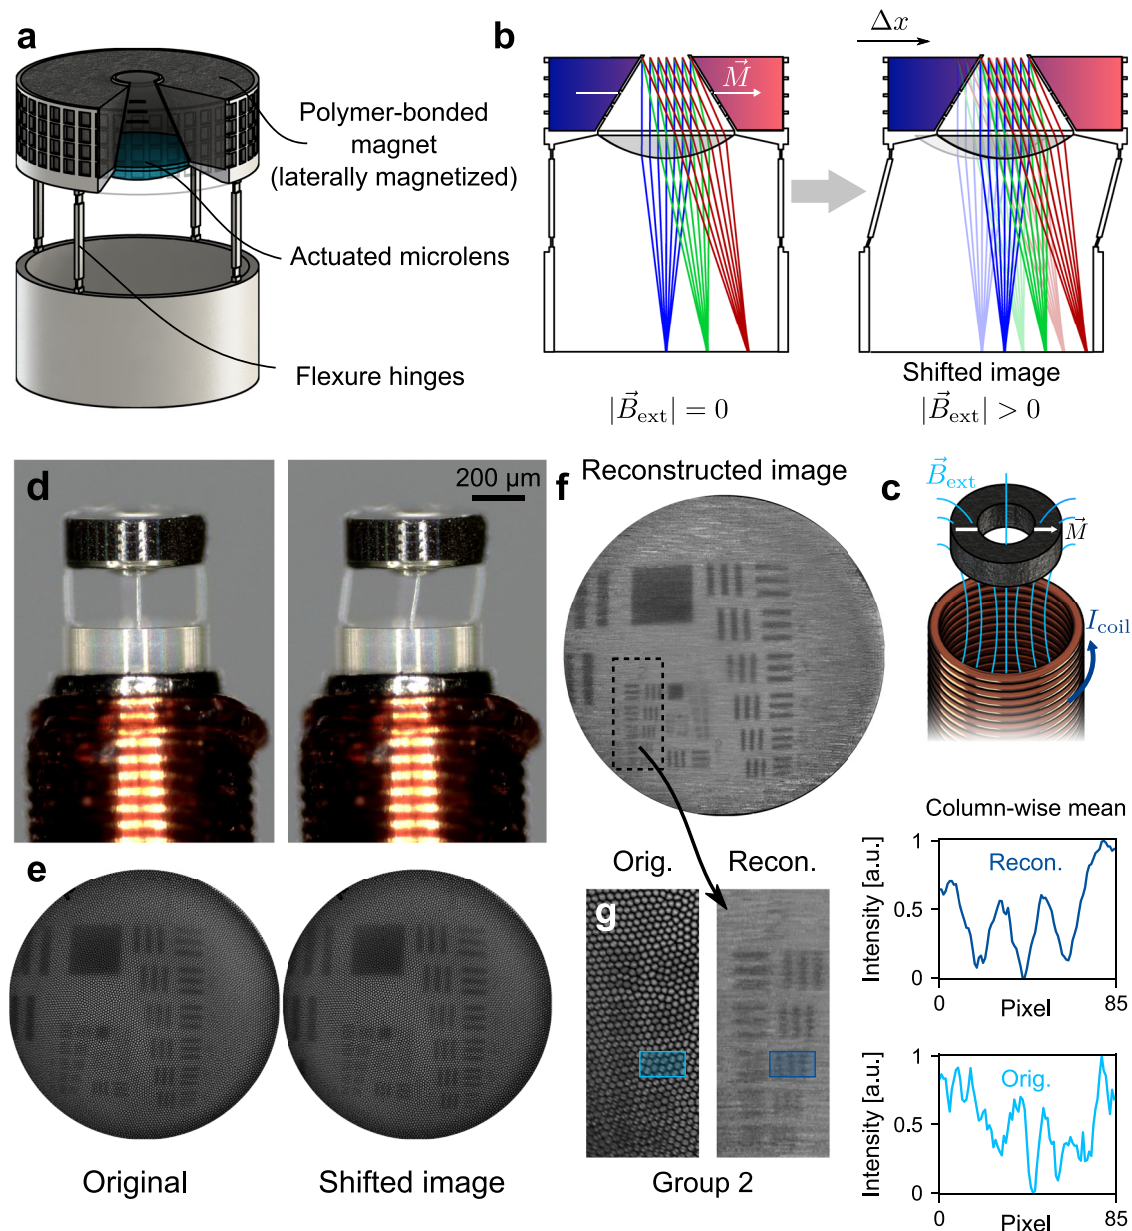 a
Polymer-bonded
magnet
(laterally magnetized)
Actuated microlens
Flexure hinges
b
Δx
M⃗
Shifted image
|B⃗ext| = 0
|B⃗ext| > 0
d
200 µm
f
Reconstructed image
c
B⃗ext
M⃗
Icoil
e
Original
Shifted image
g
Orig.
Recon.
Group 2
Column-wise mean
Intensity [a.u.]
1
0.5
0
Recon.
0
Pixel
85
Intensity [a.u.]
1
0.5
0
Orig.
0
Pixel
85